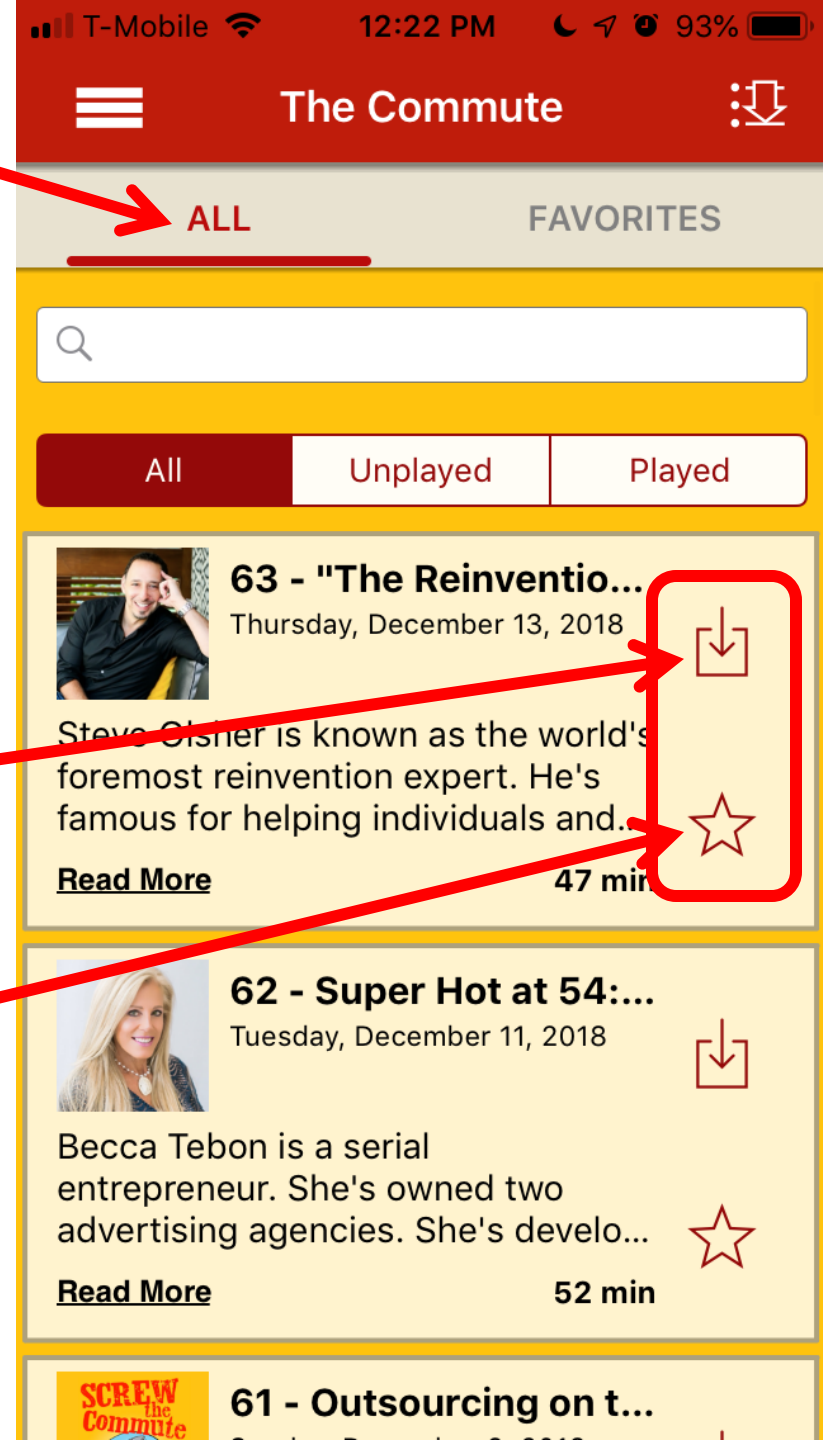 T-Mobile 12:22 PM 93%
The Commute
ALL FAVORITES
All Unplayed Played
63 - "The Reinventio...
Thursday, December 13, 2018
Steve Olsher is known as the world's
foremost reinvention expert. He's
famous for helping individuals and...
Read More 47 min
62 - Super Hot at 54:...
Tuesday, December 11, 2018
Becca Tebon is a serial
entrepreneur. She's owned two
advertising agencies. She's develo...
Read More 52 min
SCREW
the
Commute
61 - Outsourcing on t...